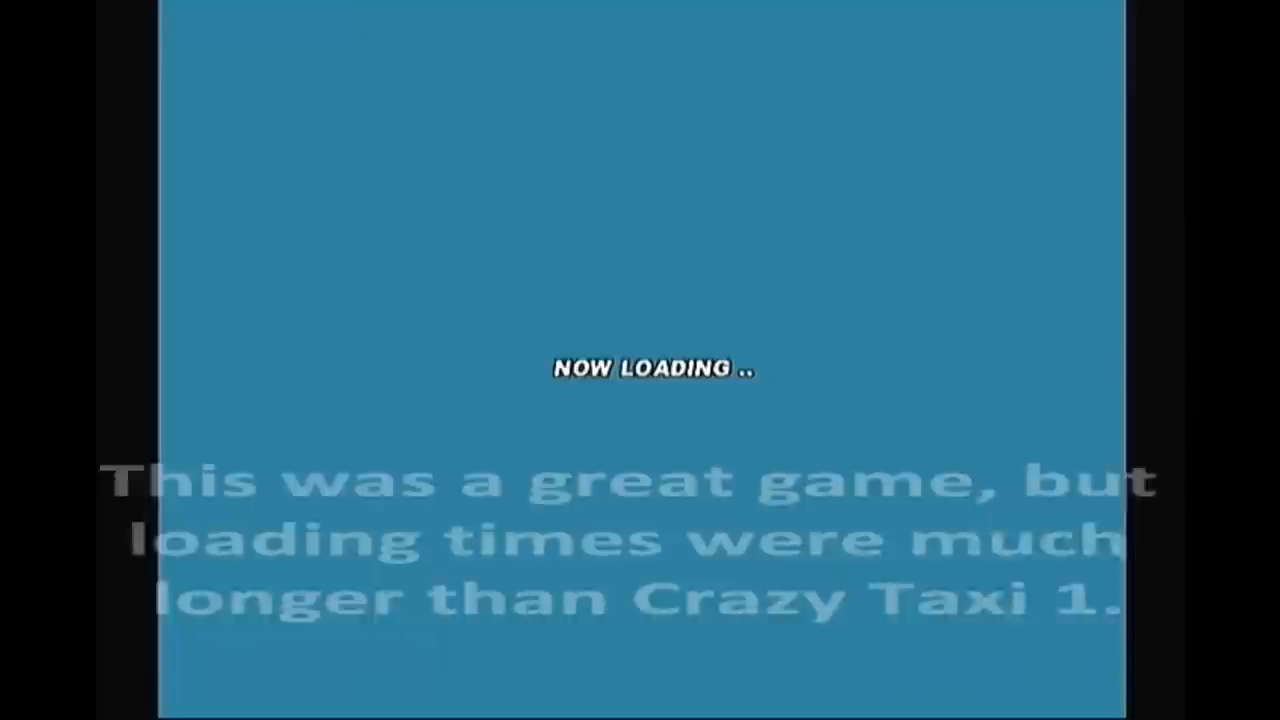 NOW LOADING ..
This was a great game, but
loading times were much
longer than Crazy Taxi 1.